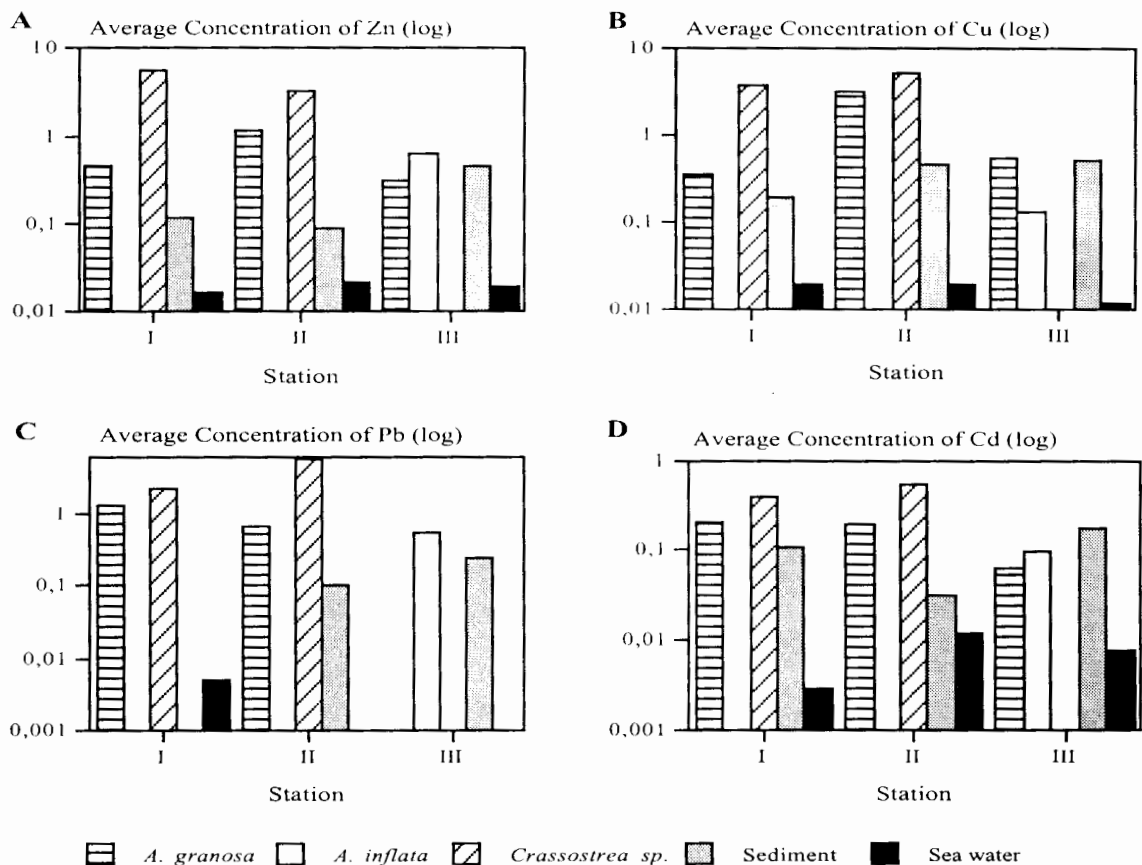 A
Average Concentration of Zn (log)
10
1
0,1
0,01
I
II
III
Station
B
Average Concentration of Cu (log)
10
1
0,1
0,01
I
II
III
Station
C
Average Concentration of Pb (log)
1
0,1
0,01
0,001
I
II
III
Station
D
Average Concentration of Cd (log)
1
0,1
0,01
0,001
I
II
III
Station
A. granosa
A. inflata
Crassostrea sp.
Sediment
Sea water